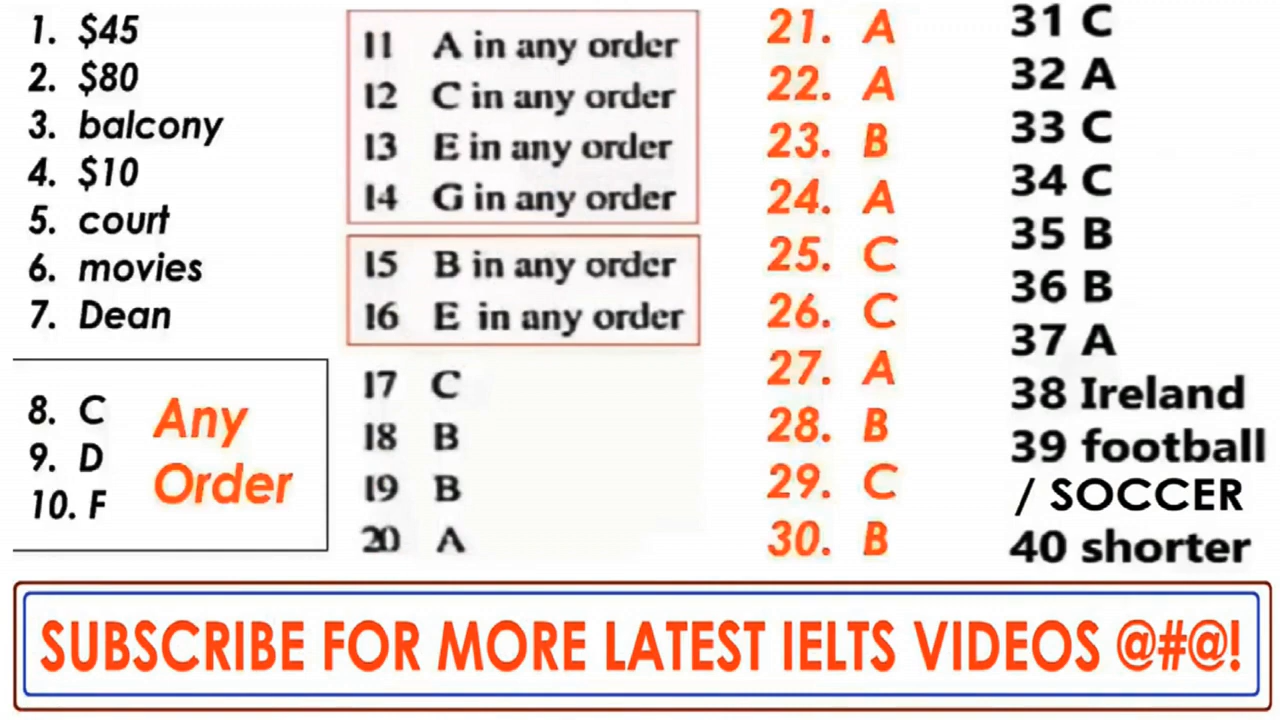 1. $45
2. $80
3. balcony
4. $10
5. court
6. movies
7. Dean
8. C
9. D
10. F
Any
Order
11 A in any order
12 C in any order
13 E in any order
14 G in any order
15 B in any order
16 E in any order
17 C
18 B
19 B
20 A
21. A
22. A
23. B
24. A
25. C
26. C
27. A
28. B
29. C
30. B
31 C
32 A
33 C
34 C
35 B
36 B
37 A
38 Ireland
39 football
/ SOCCER
40 shorter
SUBSCRIBE FOR MORE LATEST IELTS VIDEOS @#@!